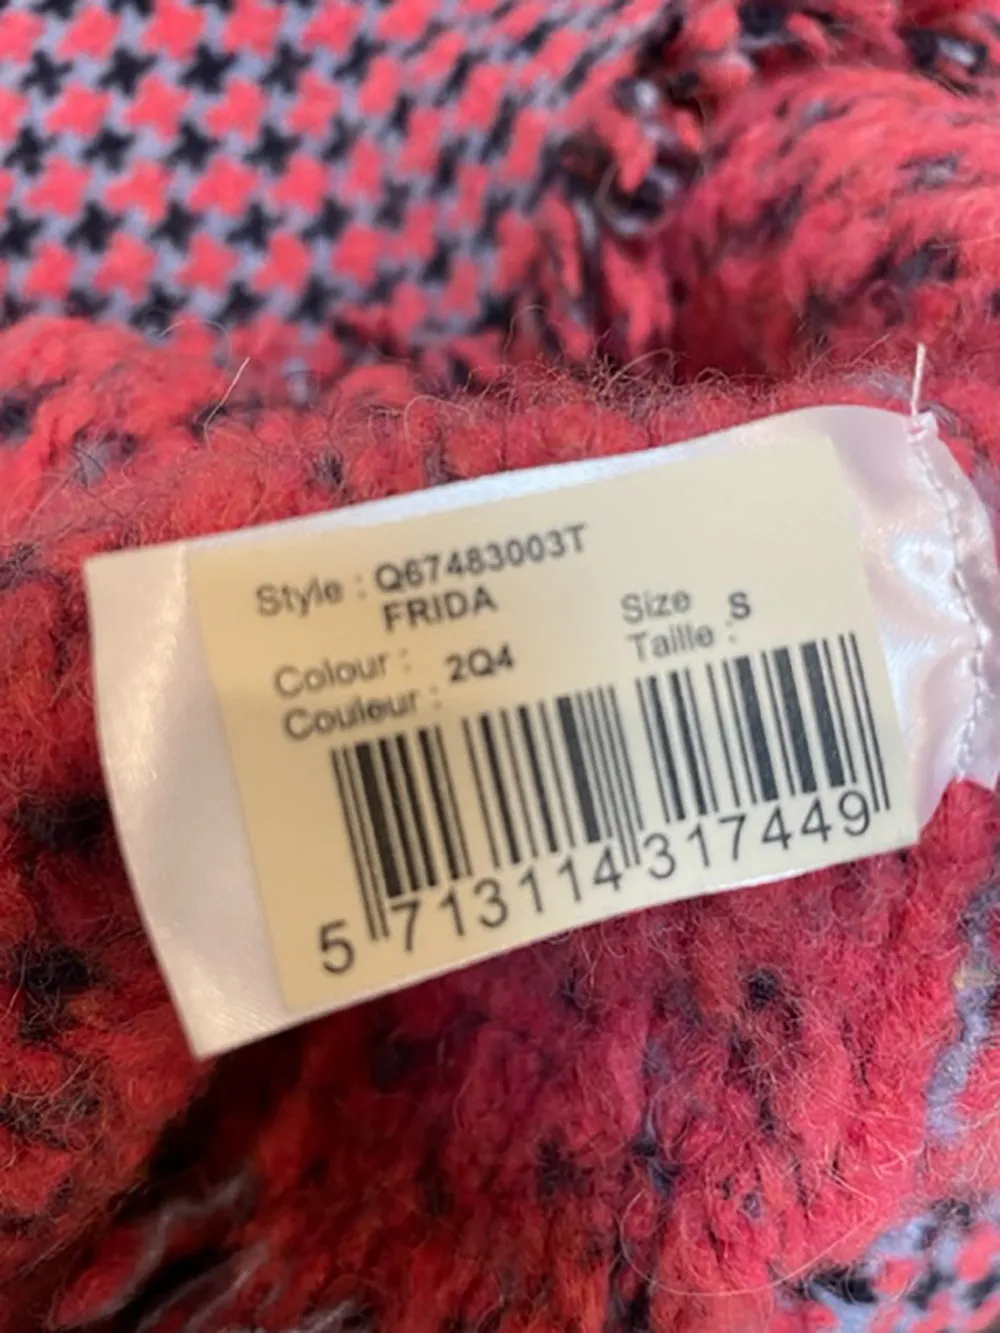 Style : Q67483003T
FRIDA
Colour : 2Q4
Couleur :
Size S
Taille :
5 713114 317449